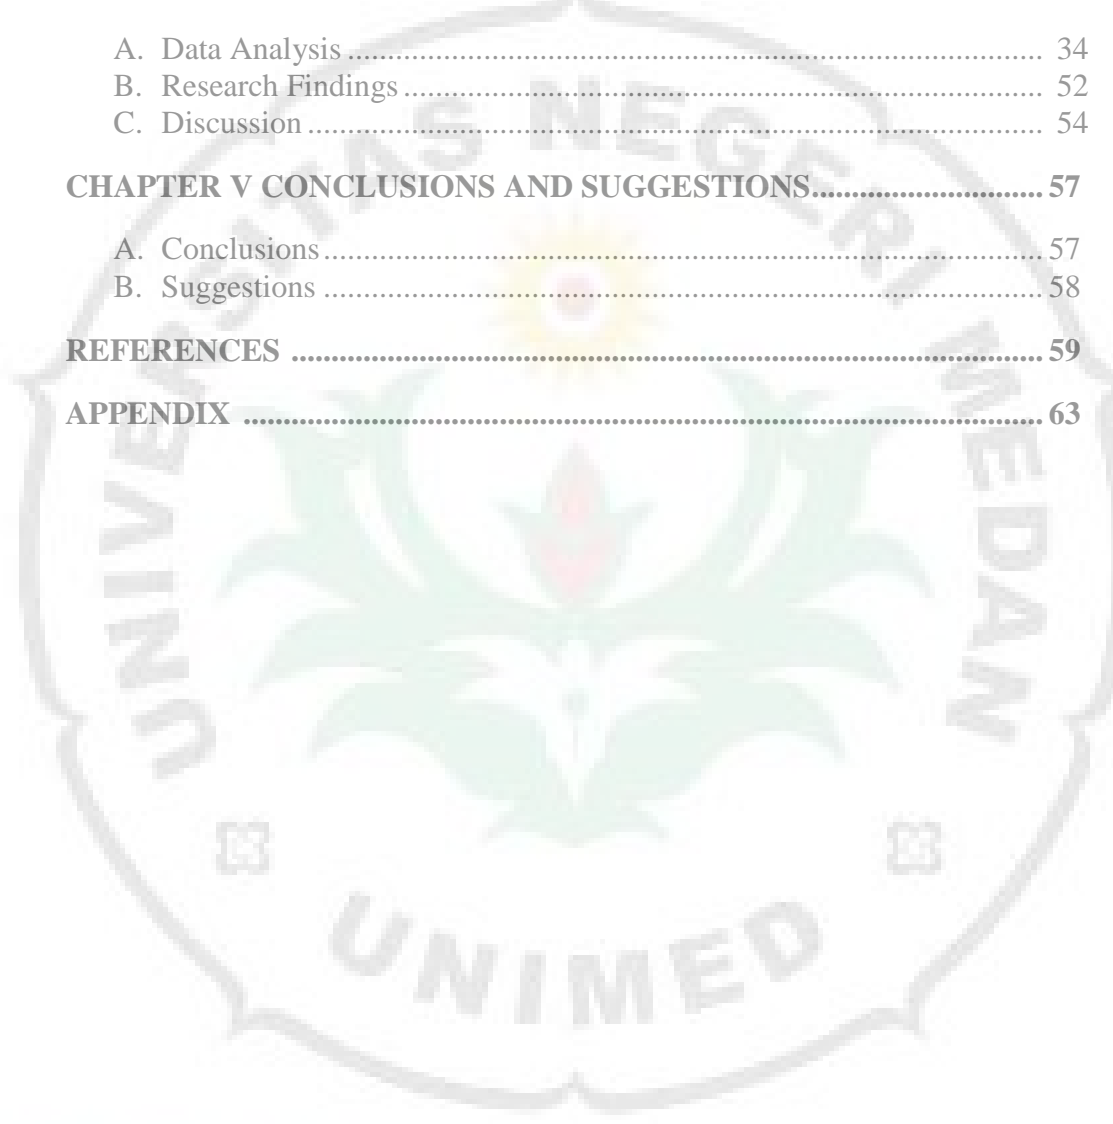 A. Data Analysis ........................................................................................ 34
B. Research Findings ................................................................................. 52
C. Discussion ............................................................................................. 54
CHAPTER V CONCLUSIONS AND SUGGESTIONS ............................ 57
A. Conclusions ........................................................................................... 57
B. Suggestions ........................................................................................... 58
REFERENCES ............................................................................................ 59
APPENDIX .................................................................................................. 63
UNIVERSITAS NEGERI MEDAN
UNIMED